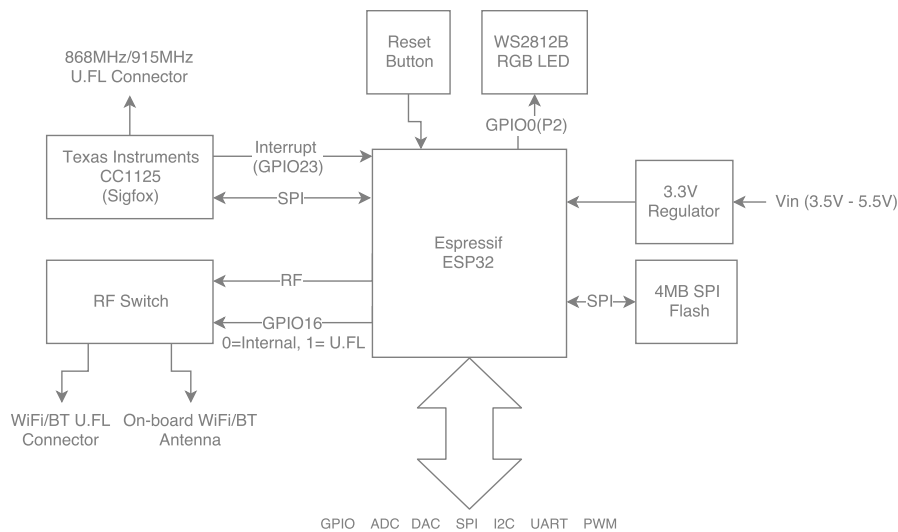 868MHz/915MHz
U.FL Connector
Reset
Button
WS2812B
RGB LED
GPIO0(P2)
Texas Instruments
CC1125
(Sigfox)
Interrupt
(GPIO23)
SPI
Espressif
ESP32
3.3V
Regulator
Vin (3.5V - 5.5V)
RF Switch
RF
GPIO16
0=Internal, 1= U.FL
SPI
4MB SPI
Flash
WiFi/BT U.FL
Connector
On-board WiFi/BT
Antenna
GPIO ADC DAC SPI I2C UART PWM